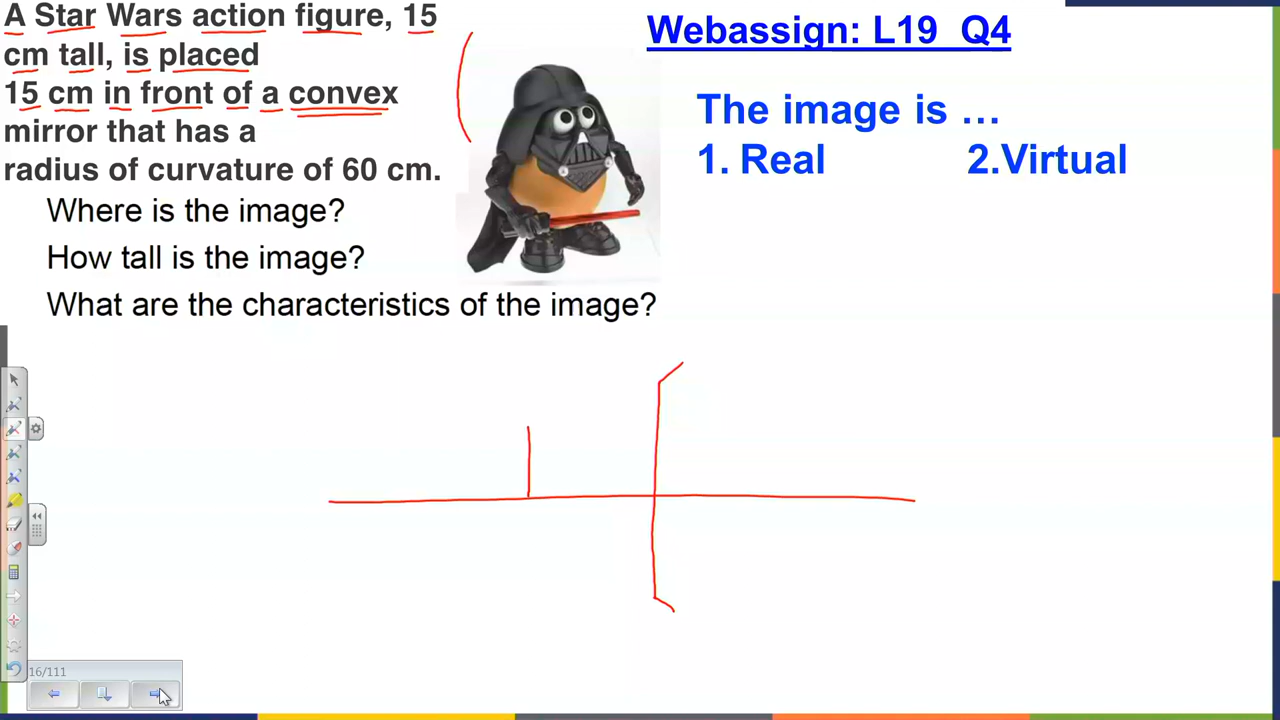 A Star Wars action figure, 15
cm tall, is placed
15 cm in front of a convex
mirror that has a
radius of curvature of 60 cm.
Where is the image?
How tall is the image?
What are the characteristics of the image?
Webassign: L19 Q4
The image is …
1. Real 2.Virtual
16/111